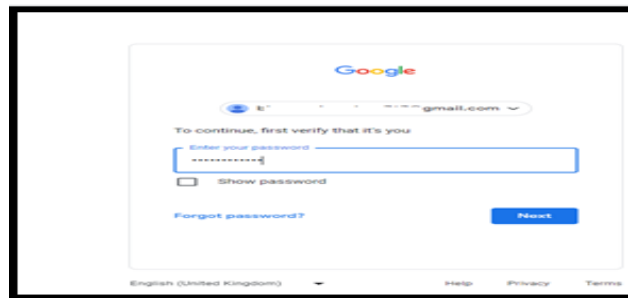 Google
gmail.com
To continue, first verify that it's you
Enter your password
Show password
Forgot password? Next
English (United Kingdom) Help Privacy Terms